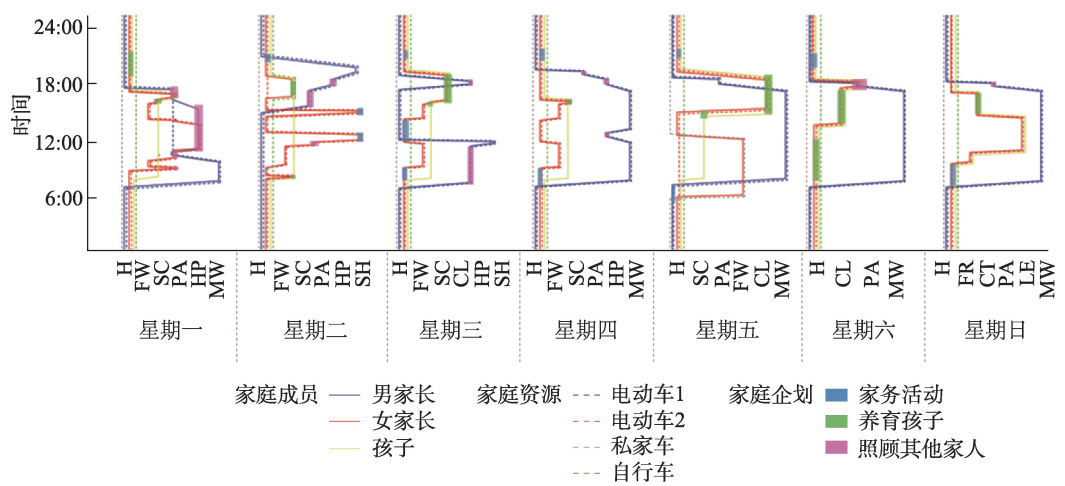 时间
24:00
18:00
12:00
6:00
H FW SC PA HP MW
H FW SC PA HP SH
H FW SC CL HP SH
H FW SC PA HP MW
H SC PA FW CL MW
H CL PA MW
H FR CT PA LE MW
星期一 星期二 星期三 星期四 星期五 星期六 星期日
家庭成员 男家长 家庭资源 电动车1 家庭企划 家务活动
女家长 电动车2 养育孩子
孩子 私家车 照顾其他家人
自行车